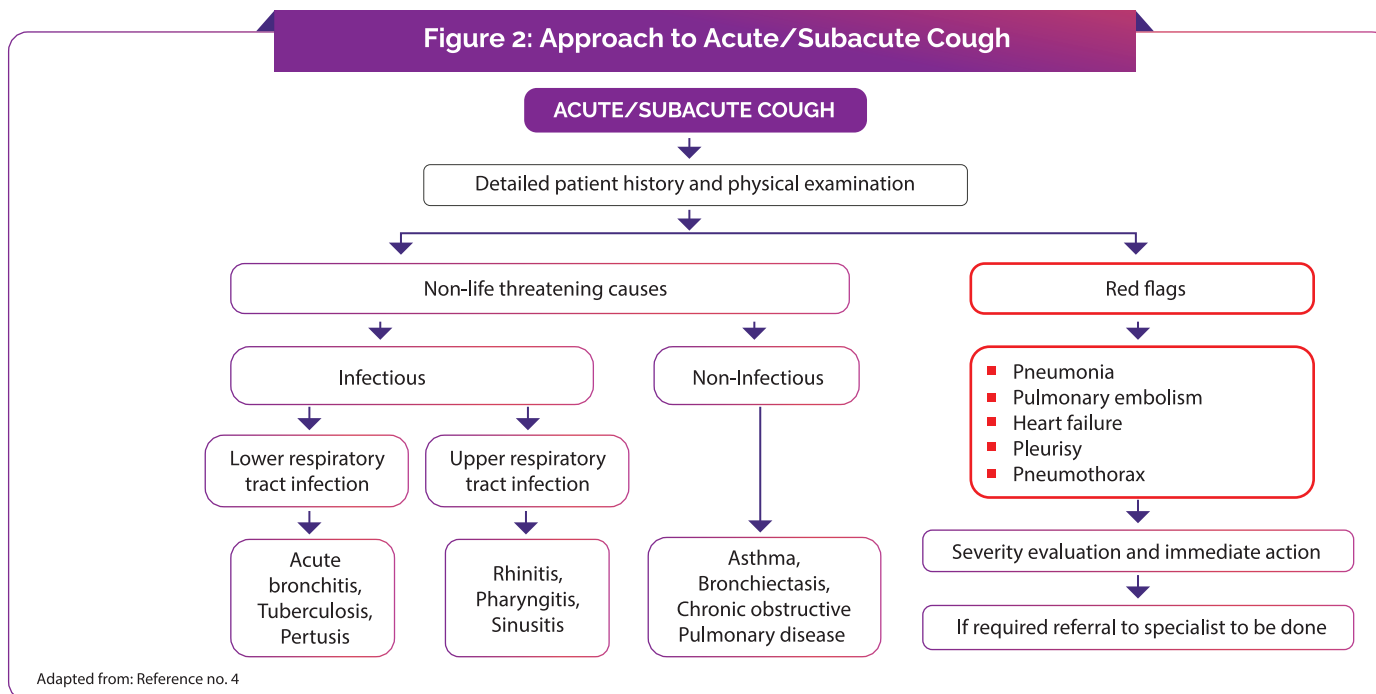 Figure 2: Approach to Acute/Subacute Cough
ACUTE/SUBACUTE COUGH
Detailed patient history and physical examination
Non-life threatening causes
Red flags
Infectious
Non-Infectious
Pneumonia
Pulmonary embolism
Heart failure
Pleurisy
Pneumothorax
Lower respiratory
tract infection
Upper respiratory
tract infection
Acute
bronchitis,
Tuberculosis,
Pertusis
Rhinitis,
Pharyngitis,
Sinusitis
Asthma,
Bronchiectasis,
Chronic obstructive
Pulmonary disease
Severity evaluation and immediate action
If required referral to specialist to be done
Adapted from: Reference no. 4